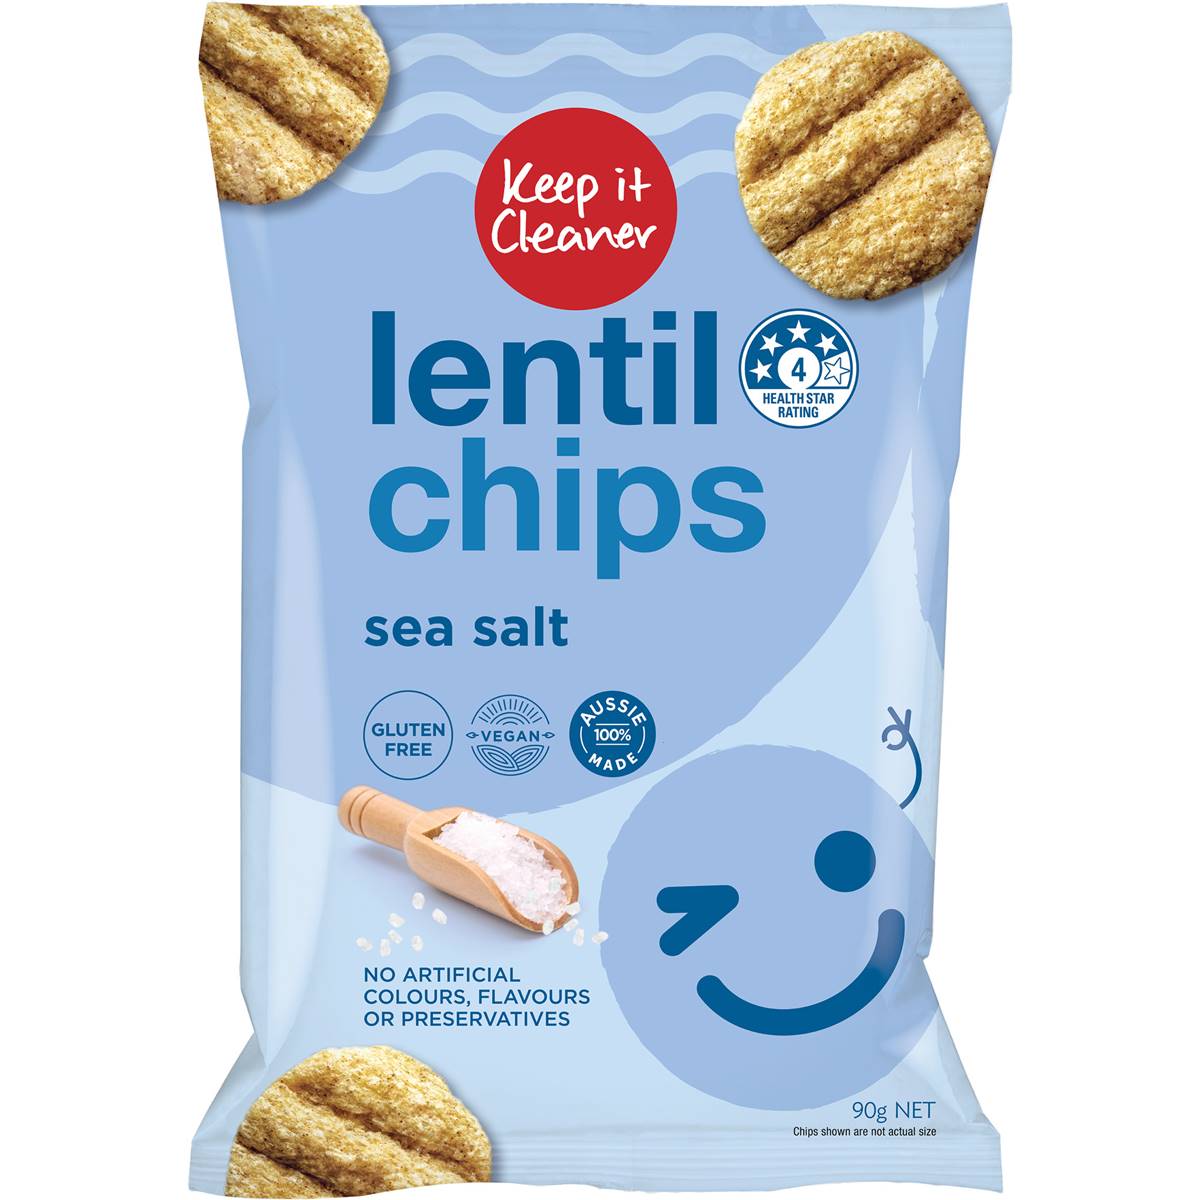 Keep it
Cleaner
lentil
chips
4
HEALTH STAR
RATING
sea salt
GLUTEN
FREE
VEGAN
AUSSIE
100%
MADE
NO ARTIFICIAL
COLOURS, FLAVOURS
OR PRESERVATIVES
90g NET
Chips shown are not actual size